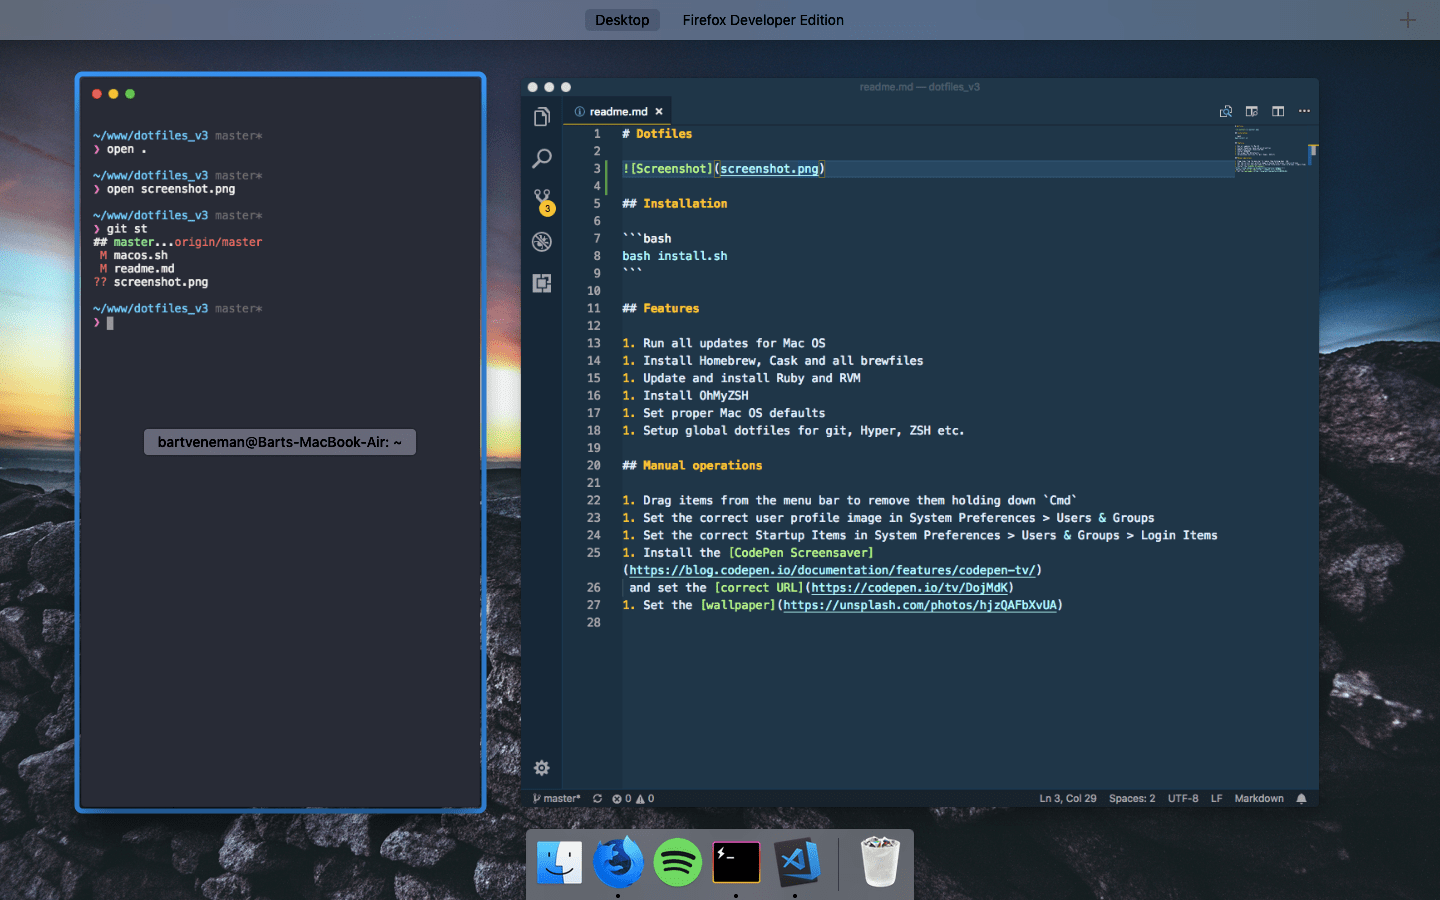 Desktop
Firefox Developer Edition
~/www/dotfiles_v3 master*
❯ open .
~/www/dotfiles_v3 master*
❯ open screenshot.png
~/www/dotfiles_v3 master*
❯ git st
## master...origin/master
M macos.sh
M readme.md
?? screenshot.png
~/www/dotfiles_v3 master*
❯
bartveneman@Barts-MacBook-Air: ~
readme.md — dotfiles_v3
readme.md ×
1 # Dotfiles
2
3 ![Screenshot](screenshot.png)
4
5 ## Installation
6
7 ```bash
8 bash install.sh
9 ```
10
11 ## Features
12
13 1. Run all updates for Mac OS
14 1. Install Homebrew, Cask and all brewfiles
15 1. Update and install Ruby and RVM
16 1. Install OhMyZSH
17 1. Set proper Mac OS defaults
18 1. Setup global dotfiles for git, Hyper, ZSH etc.
19
20 ## Manual operations
21
22 1. Drag items from the menu bar to remove them holding down `Cmd`
23 1. Set the correct user profile image in System Preferences > Users & Groups
24 1. Set the correct Startup Items in System Preferences > Users & Groups > Login Items
25 1. Install the [CodePen Screensaver]
(https://blog.codepen.io/documentation/features/codepen-tv/)
26 and set the [correct URL](https://codepen.io/tv/DojMdK)
27 1. Set the [wallpaper](https://unsplash.com/photos/hjzQAFbXvUA)
28
3
master* 0 0
Ln 3, Col 29 Spaces: 2 UTF-8 LF Markdown